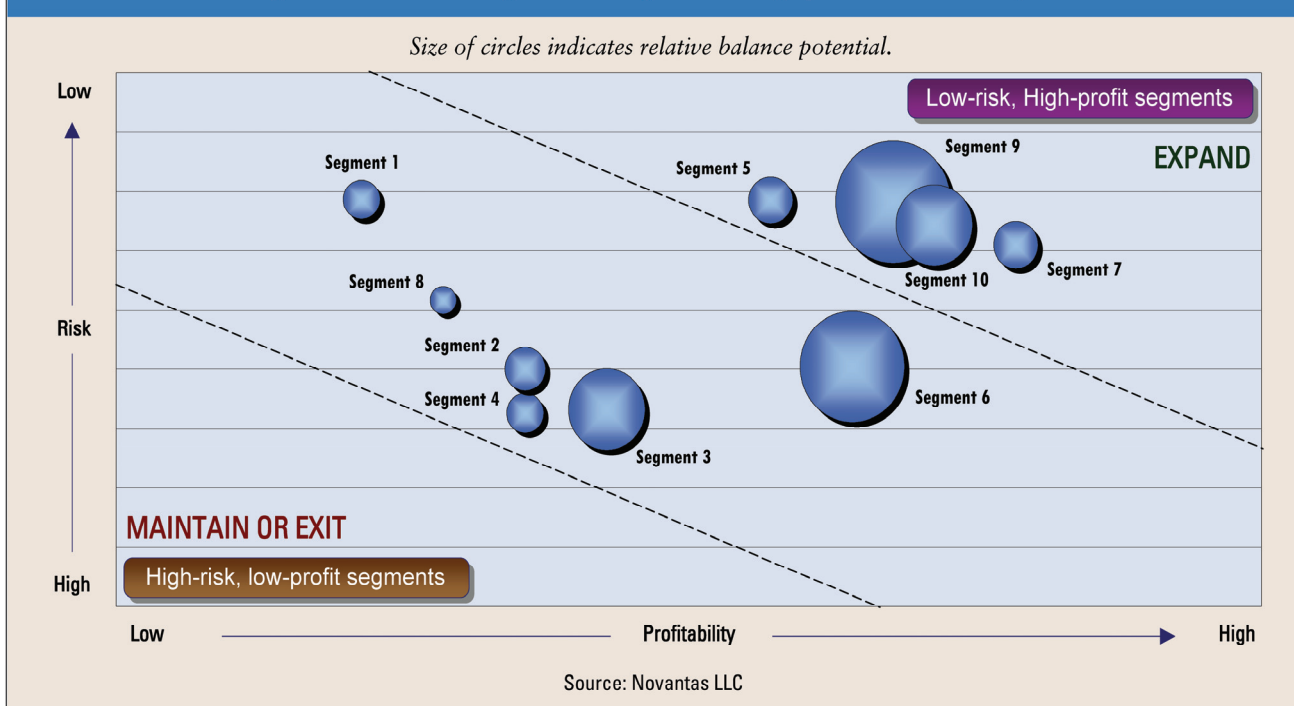 Size of circles indicates relative balance potential.
Low
Low-risk, High-profit segments
Segment 9
EXPAND
Segment 1
Segment 5
Segment 7
Segment 10
Segment 8
Risk
Segment 2
Segment 6
Segment 4
Segment 3
MAINTAIN OR EXIT
High
High-risk, low-profit segments
Low
Profitability
High
Source: Novantas LLC